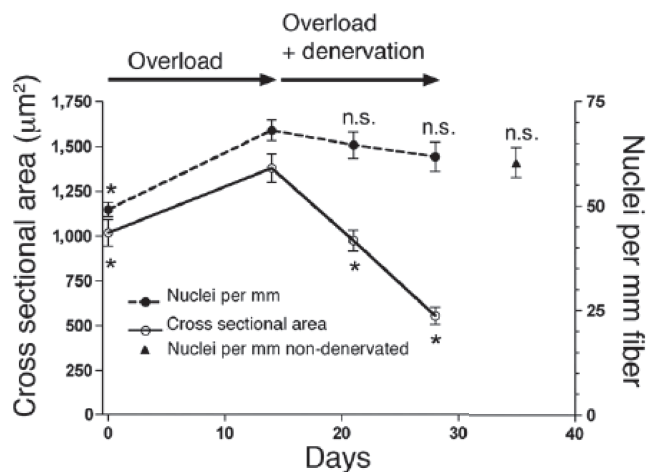 Overload
Overload
+ denervation
Cross sectional area (μm²)
1,750
1,500
1,250
1,000
750
500
250
0
n.s.
n.s.
n.s.
*
*
*
*
Nuclei per mm
Cross sectional area
Nuclei per mm non-denervated
75
50
25
0
Nuclei per mm fiber
0
10
20
30
40
Days